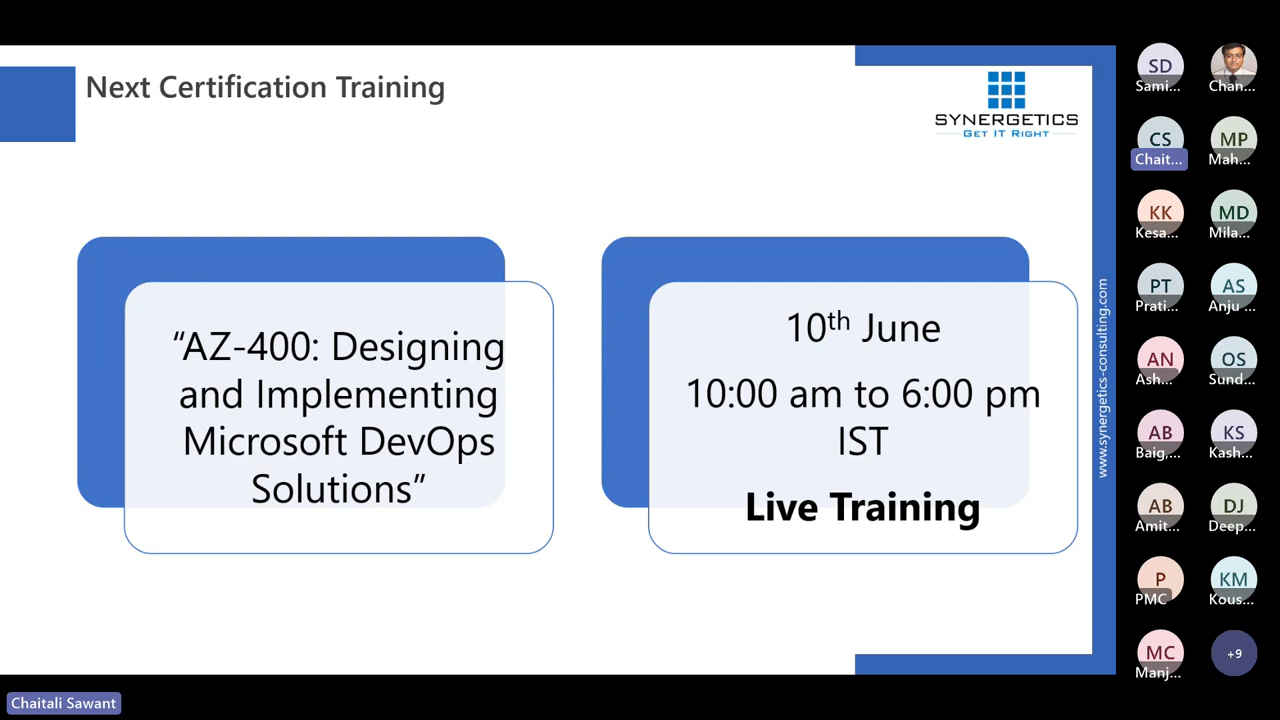 Next Certification Training
SYNERGETICS
GET IT RIGHT
“AZ-400: Designing
and Implementing
Microsoft DevOps
Solutions”
10th June
10:00 am to 6:00 pm
IST
Live Training
www.synergetics-consulting.com
SD
Sami...
Chan...
CS
Chait...
MP
Mah...
KK
Kesa...
MD
Mila...
PT
Prati...
AS
Anju ...
AN
Ash...
OS
Sund...
AB
Baig,...
KS
Kash...
AB
Amit...
DJ
Deep...
P
PMC
KM
Kous...
MC
Manj...
+9
Chaitali Sawant